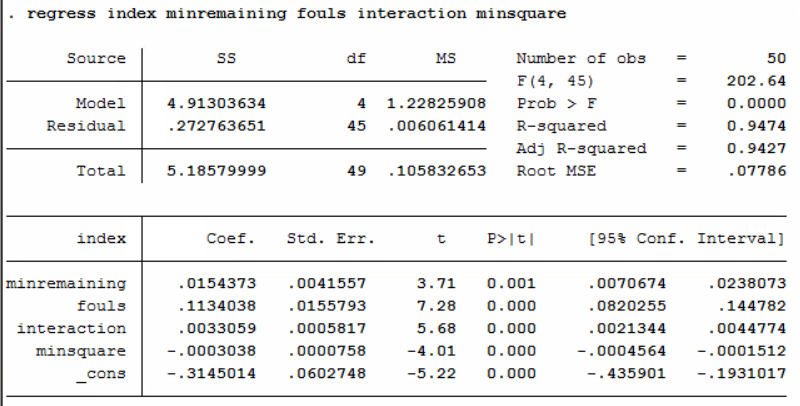 . regress index minremaining fouls interaction minsquare
Source SS df MS Number of obs = 50
F(4, 45) = 202.64
Model 4.91303634 4 1.22825908 Prob > F = 0.0000
Residual .272763651 45 .006061414 R-squared = 0.9474
Adj R-squared = 0.9427
Total 5.18579999 49 .105832653 Root MSE = .07786
index Coef. Std. Err. t P>|t| [95% Conf. Interval]
minremaining .0154373 .0041557 3.71 0.001 .0070674 .0238073
fouls .1134038 .0155793 7.28 0.000 .0820255 .144782
interaction .0033059 .0005817 5.68 0.000 .0021344 .0044774
minsquare -.0003038 .0000758 -4.01 0.000 -.0004564 -.0001512
_cons -.3145014 .0602748 -5.22 0.000 -.435901 -.1931017